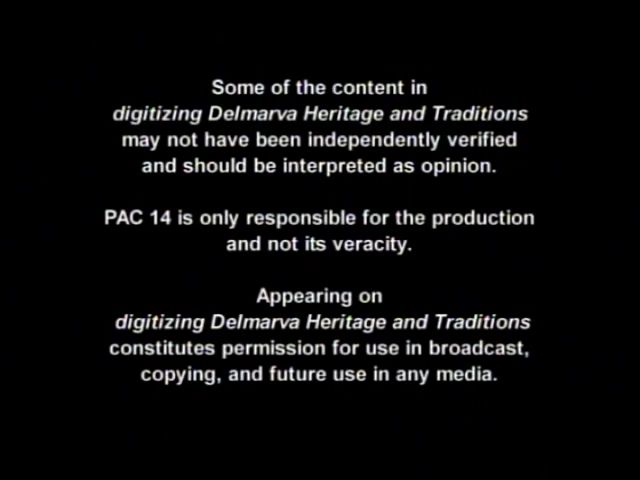 Some of the content in
digitizing Delmarva Heritage and Traditions
may not have been independently verified
and should be interpreted as opinion.
PAC 14 is only responsible for the production
and not its veracity.
Appearing on
digitizing Delmarva Heritage and Traditions
constitutes permission for use in broadcast,
copying, and future use in any media.